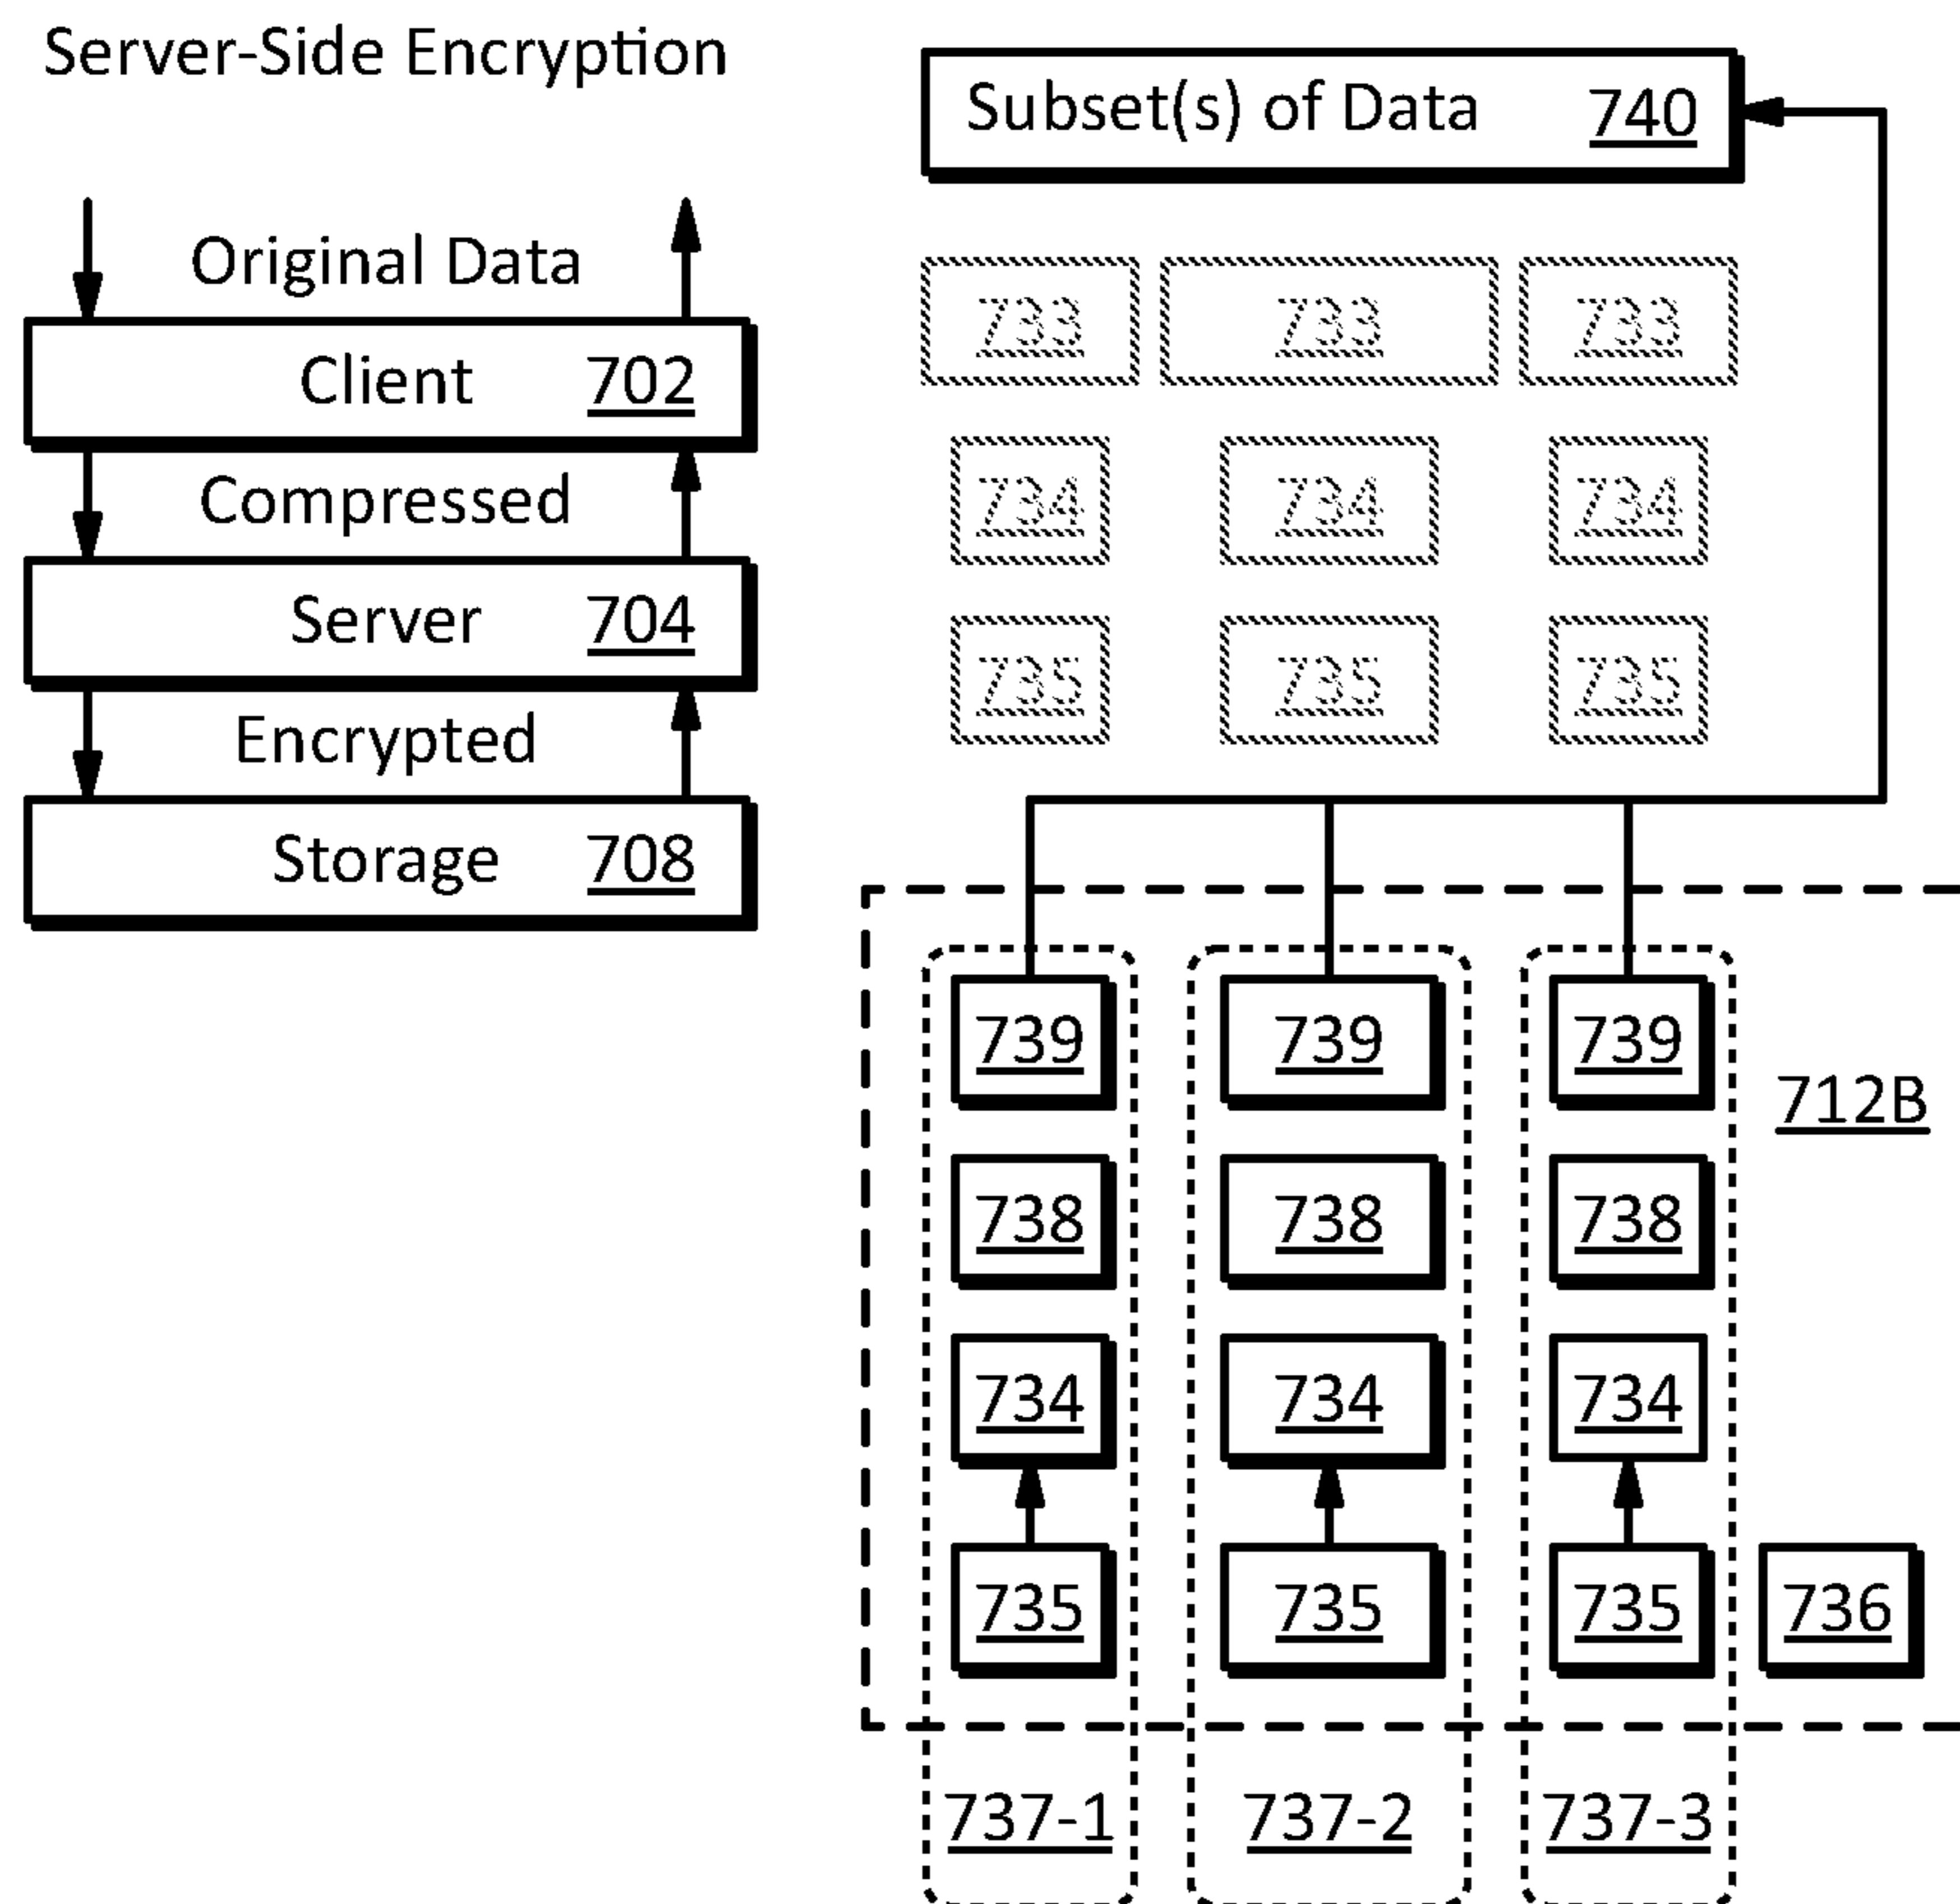 Server-Side Encryption
Original Data
Client 702
Compressed
Server 704
Encrypted
Storage 708
Subset(s) of Data 740
733 733 733
734 734 734
735 735 735
739 739 739
712B
738 738 738
734 734 734
735 735 735 736
737-1 737-2 737-3